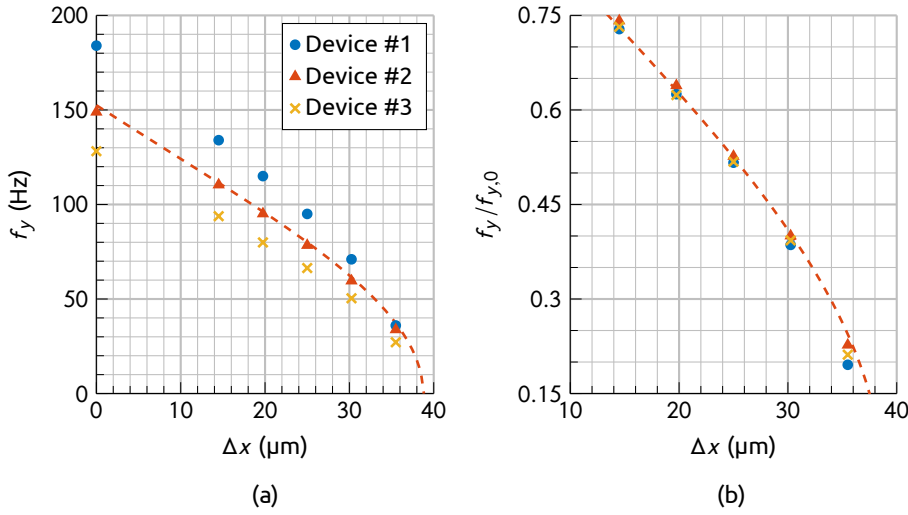 200
150
100
50
0
0
10
20
30
40
f_y (Hz)
Δx (μm)
Device #1
Device #2
Device #3
(a)
0.75
0.6
0.45
0.3
0.15
10
20
30
40
f_y/f_{y,0}
Δx (μm)
(b)